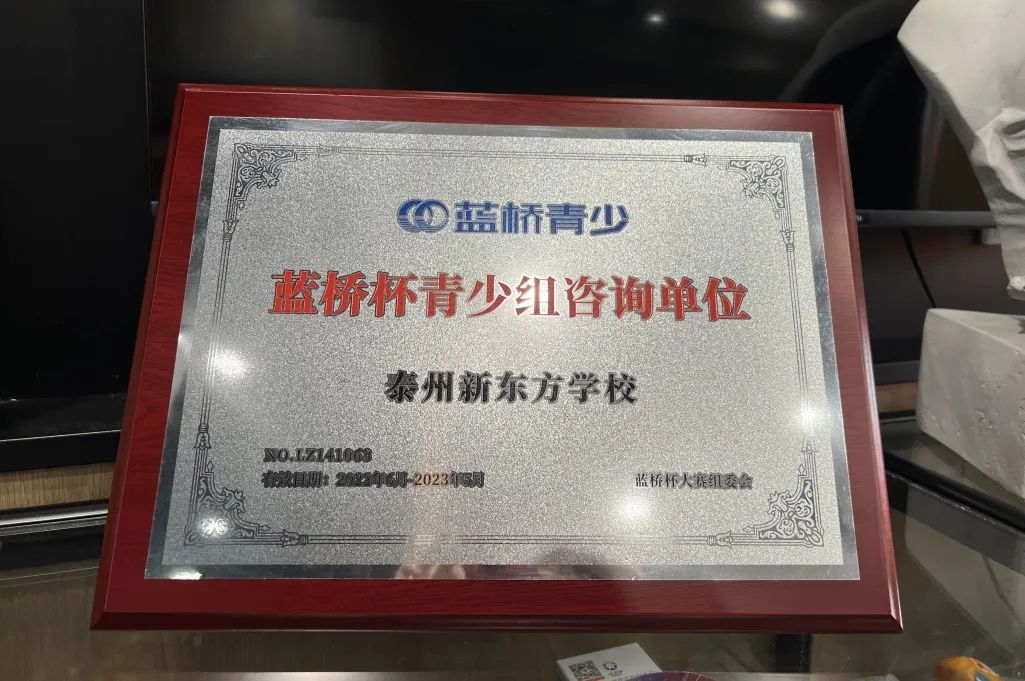 蓝桥青少
蓝桥杯青少组咨询单位
泰州新东方学校
NO.LZ141063
有效日期：2022年6月-2023年5月
蓝桥杯大赛组委会